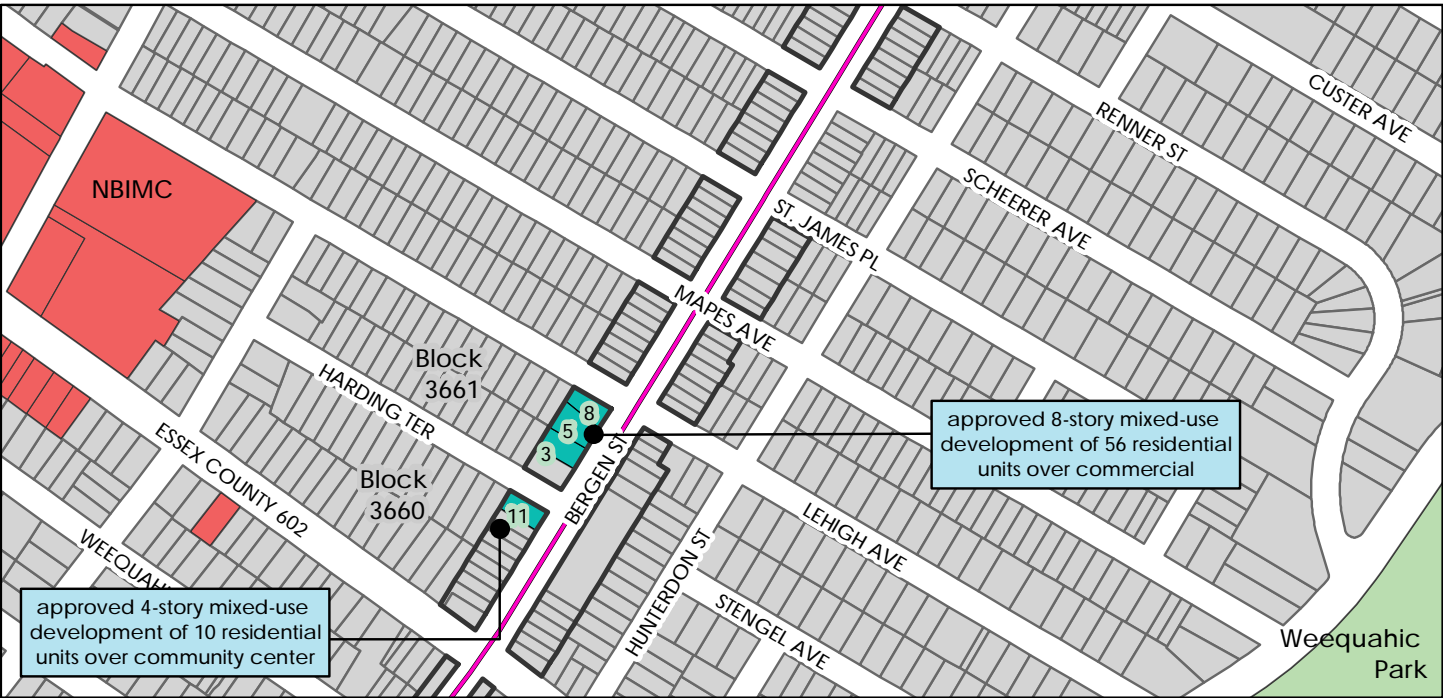 CUSTER AVE
RENNER ST
NBIMC
SCHEERER AVE
ST. JAMES PL
MAPES AVE
Block
3661
HARDING TER
8
5
3
approved 8-story mixed-use
development of 56 residential
units over commercial
BERGEN ST
ESSEX COUNTY 602
Block
3660
11
LEHIGH AVE
HUNTERDON ST
STENGEL AVE
WEEQUAHI
approved 4-story mixed-use
development of 10 residential
units over community center
Weequahic
Park